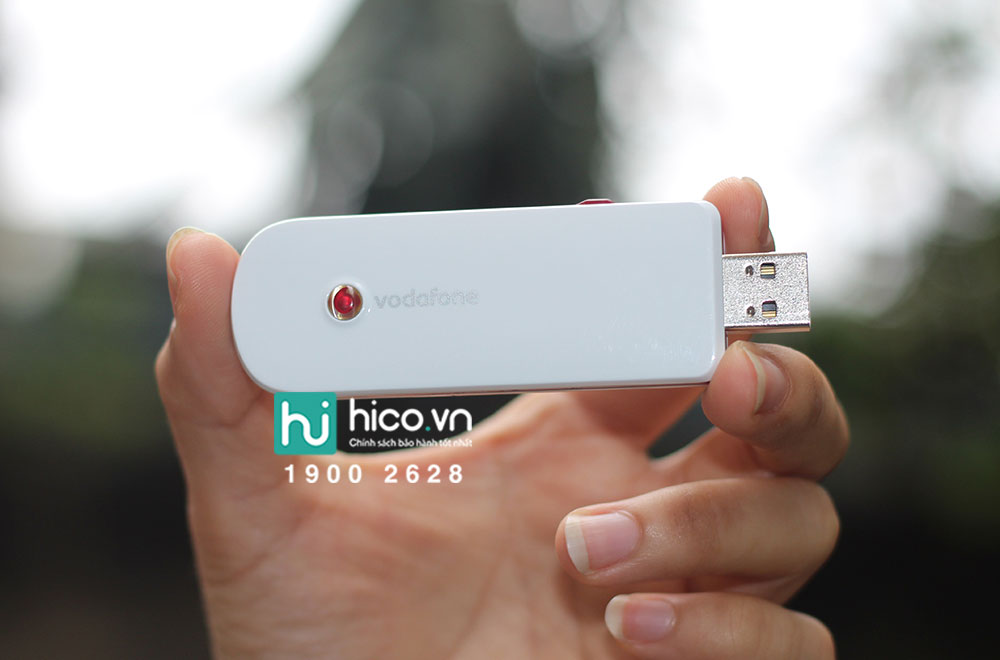 vodafone
hico.vn
Chính sách bảo hành tốt nhất
1900 2628